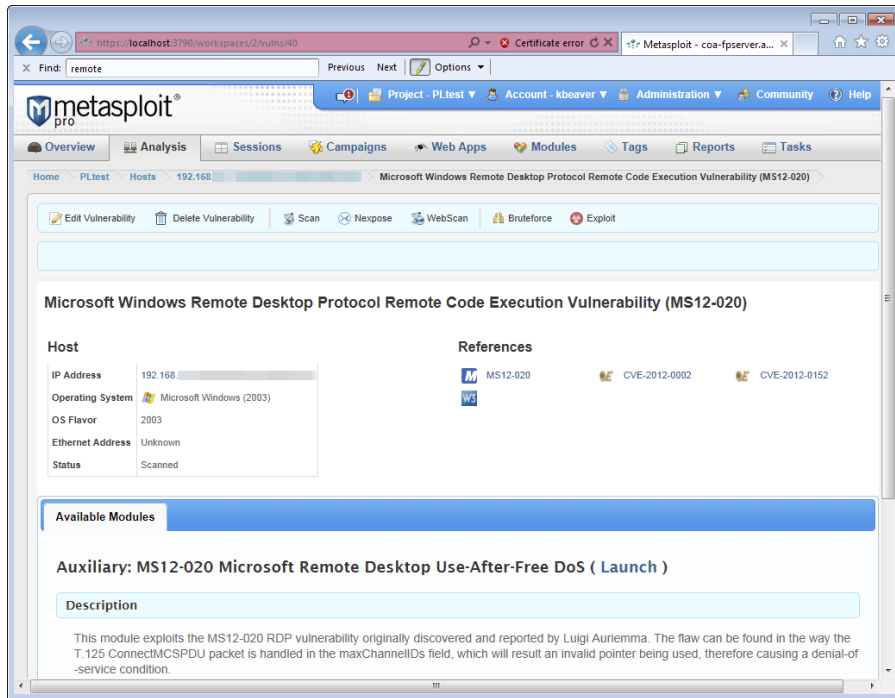 https://localhost:3790/workspaces/2/vulns/40
Certificate error
Metasploit - coa-fpserver.a...
X Find: remote Previous Next Options
metasploit®
pro
Project - PLtest ▼ Account - kbeaver ▼ Administration ▼ Community Help
Overview Analysis Sessions Campaigns Web Apps Modules Tags Reports Tasks
Home PLtest Hosts 192.168. Microsoft Windows Remote Desktop Protocol Remote Code Execution Vulnerability (MS12-020)
Edit Vulnerability Delete Vulnerability Scan Nexpose WebScan Bruteforce Exploit
Microsoft Windows Remote Desktop Protocol Remote Code Execution Vulnerability (MS12-020)
Host
IP Address 192.168.
Operating System Microsoft Windows (2003)
OS Flavor 2003
Ethernet Address Unknown
Status Scanned
References
M MS12-020 CVE-2012-0002 CVE-2012-0152
W3
Available Modules
Auxiliary: MS12-020 Microsoft Remote Desktop Use-After-Free DoS ( Launch )
Description
This module exploits the MS12-020 RDP vulnerability originally discovered and reported by Luigi Auriemma. The flaw can be found in the way the
T.125 ConnectMCSPDU packet is handled in the maxChannelIDs field, which will result an invalid pointer being used, therefore causing a denial-of
-service condition.